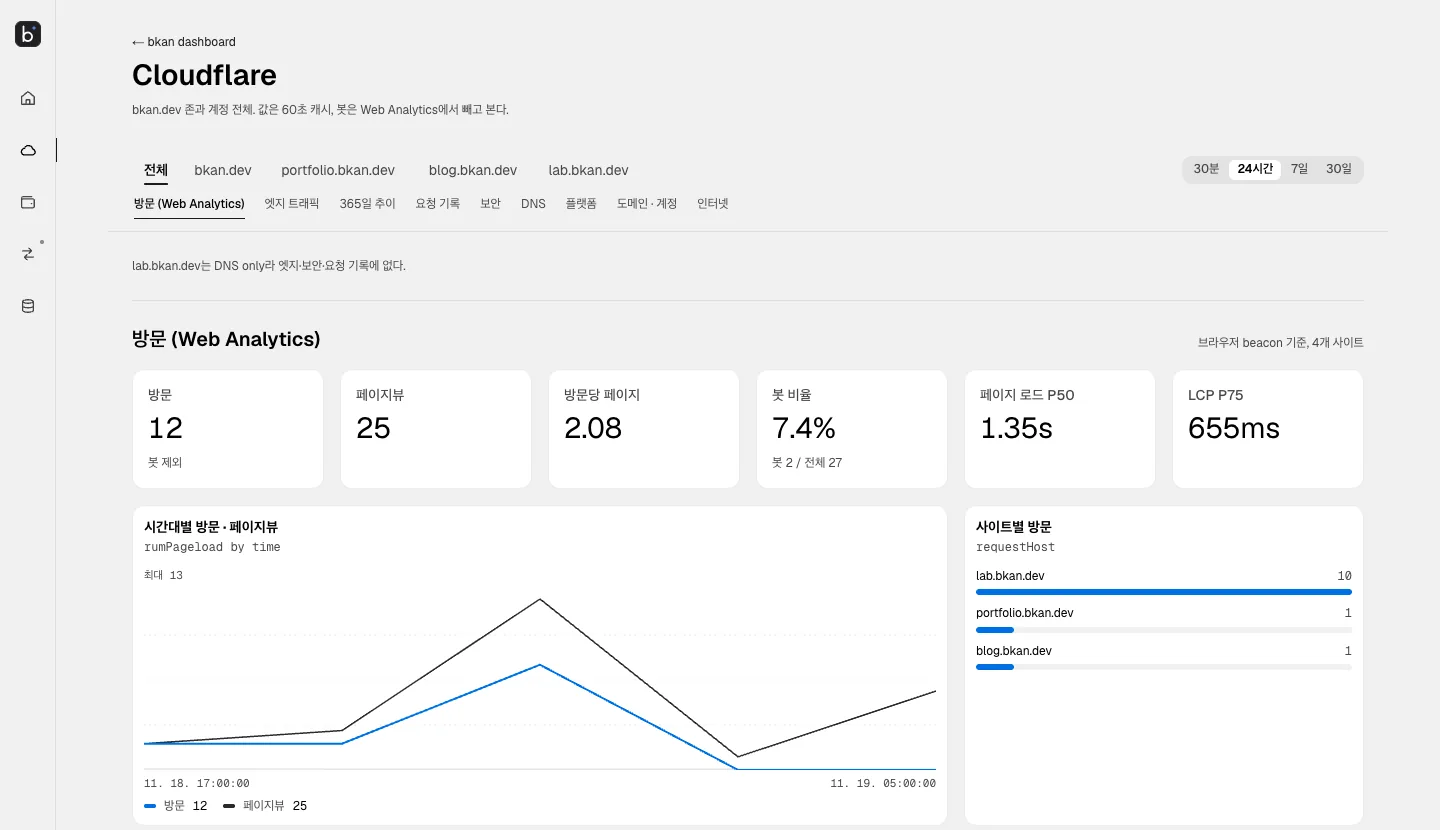 b
← bkan dashboard
Cloudflare
bkan.dev 존과 계정 전체. 값은 60초 캐시, 봇은 Web Analytics에서 빼고 본다.
전체 bkan.dev portfolio.bkan.dev blog.bkan.dev lab.bkan.dev
30분 24시간 7일 30일
방문 (Web Analytics) 엣지 트래픽 365일 추이 요청 기록 보안 DNS 플랫폼 도메인 · 계정 인터넷
lab.bkan.dev는 DNS only라 엣지·보안·요청 기록에 없다.
방문 (Web Analytics)
브라우저 beacon 기준, 4개 사이트
방문
12
봇 제외
페이지뷰
25
방문당 페이지
2.08
봇 비율
7.4%
봇 2 / 전체 27
페이지 로드 P50
1.35s
LCP P75
655ms
시간대별 방문 · 페이지뷰
rumPageload by time
최대 13
11. 18. 17:00:00 11. 19. 05:00:00
방문 12 페이지뷰 25
사이트별 방문
requestHost
lab.bkan.dev 10
portfolio.bkan.dev 1
blog.bkan.dev 1